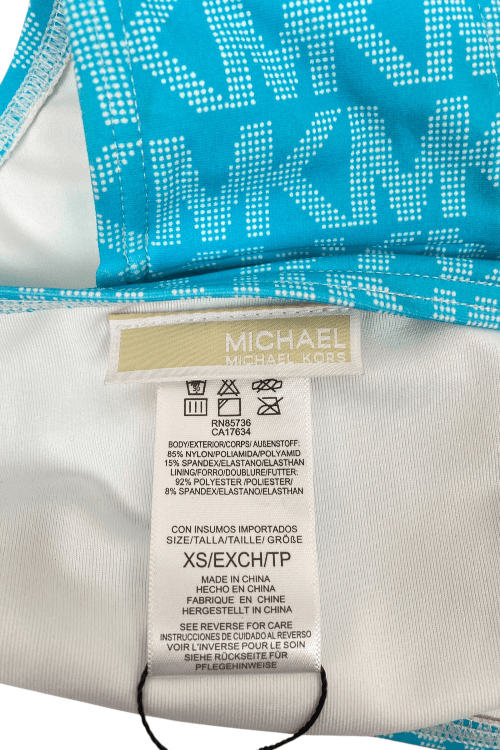 MKMK
MKM
MKMK
MICHAEL
MICHAEL KORS
RN85736
CA17634
BODY/EXTERIOR/CORPS/ AUßENSTOFF:
85% NYLON/POLIAMIDA/POLYAMID
15% SPANDEX/ELASTANO/ELASTHAN
LINING/FORRO/DOUBLURE/FUTTER:
92% POLYESTER /POLIESTER/
8% SPANDEX/ELASTANO/ELASTHAN
CON INSUMOS IMPORTADOS
SIZE/TALLA/TAILLE/ GRÖßE
XS/EXCH/TP
MADE IN CHINA
HECHO EN CHINA
FABRIQUE EN CHINE
HERGESTELLT IN CHINA
SEE REVERSE FOR CARE
INSTRUCCIONES DE CUIDADO AL REVERSO
VOIR L'INVERSE POUR LE SOIN
SIEHE RÜCKSEITE FÜR
PFLEGEHINWEISE